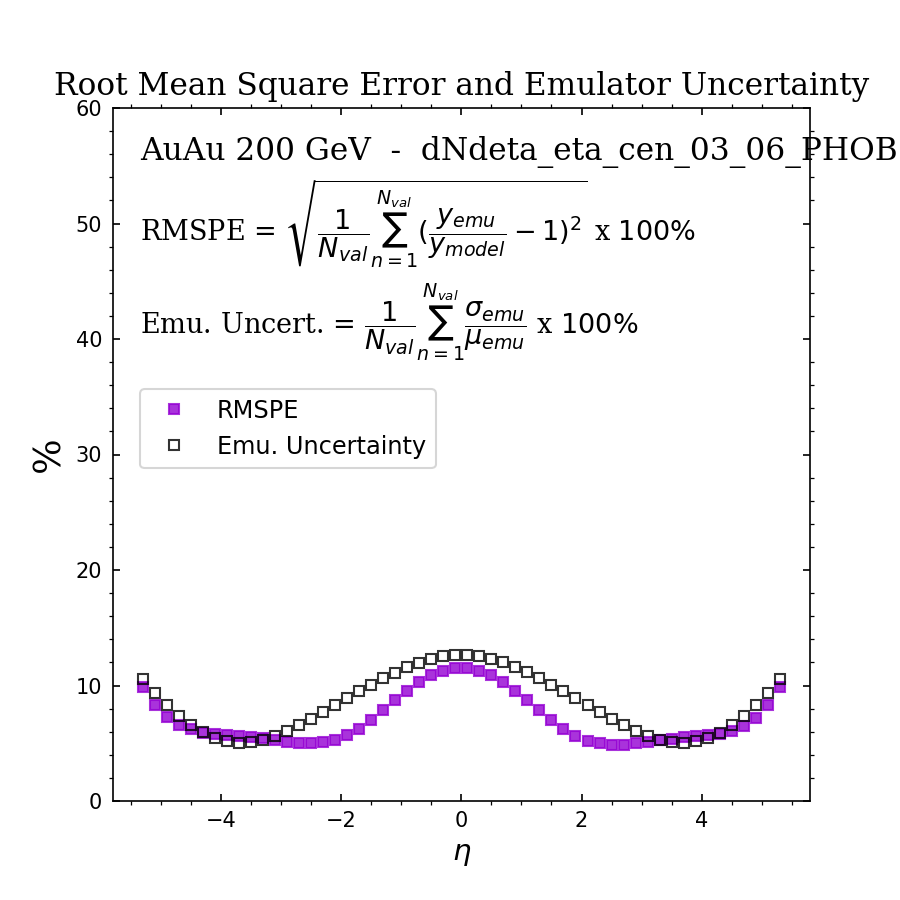 Root Mean Square Error and Emulator Uncertainty
AuAu 200 GeV - dNdeta_eta_cen_03_06_PHOB
RMSPE = √(1/N_val ∑_{n=1}^{N_val} (y_emu/y_model − 1)²) x 100%
Emu. Uncert. = 1/N_val ∑_{n=1}^{N_val} σ_emu/μ_emu x 100%
RMSPE
Emu. Uncertainty
%
60
50
40
30
20
10
0
−4 −2 0 2 4
η